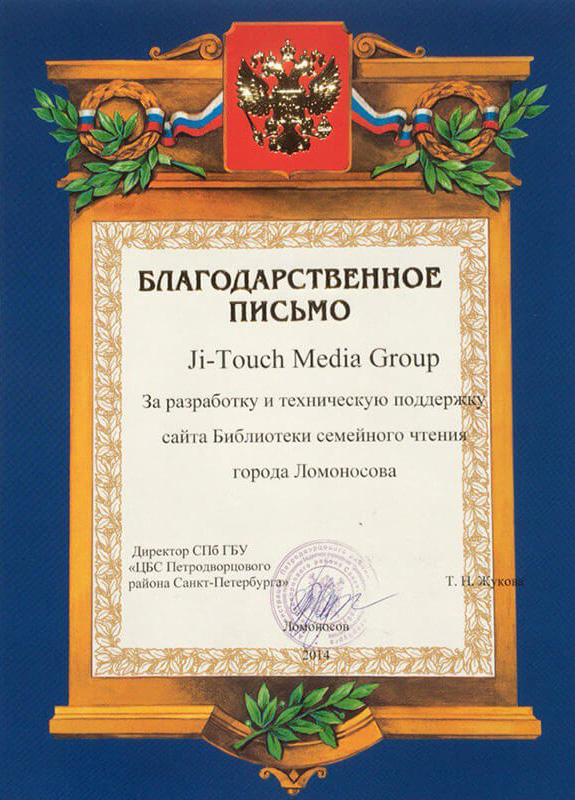 БЛАГОДАРСТВЕННОЕ
ПИСЬМО
Ji-Touch Media Group
За разработку и техническую поддержку
сайта Библиотеки семейного чтения
города Ломоносова
Директор СПб ГБУ
«ЦБС Петродворцового
района Санкт-Петербурга»
Т. Н. Жукова
Ломоносов
2014